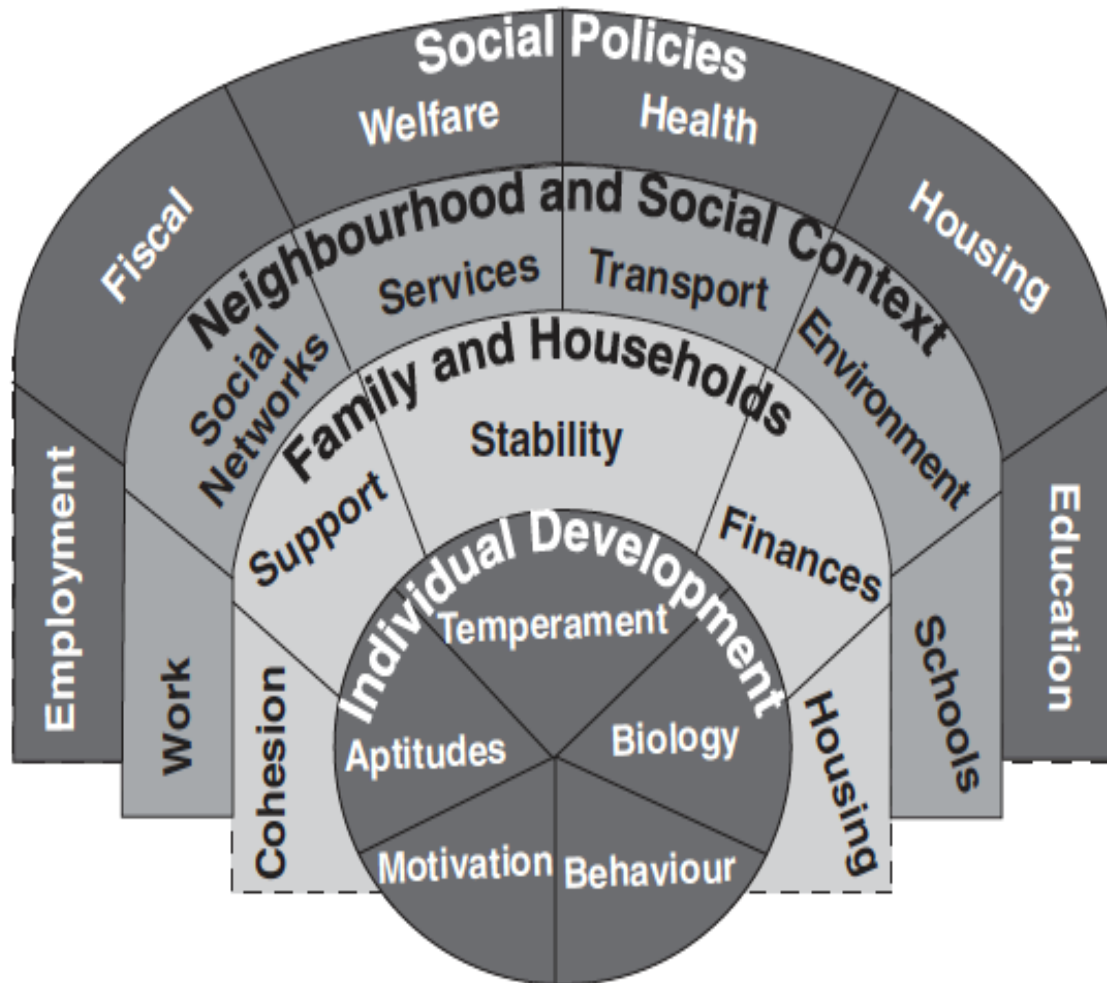 Social Policies
Employment
Fiscal
Welfare
Health
Housing
Education
Neighbourhood and Social Context
Work
Social
Networks
Services
Transport
Environment
Schools
Family and Households
Cohesion
Support
Stability
Finances
Housing
Individual Development
Aptitudes
Temperament
Biology
Motivation
Behaviour